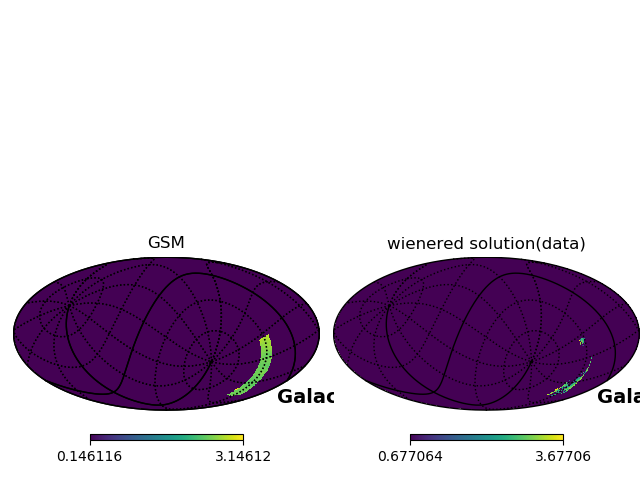 GSM
wienered solution(data)
Galac
Gala
0.146116 3.14612
0.677064 3.67706